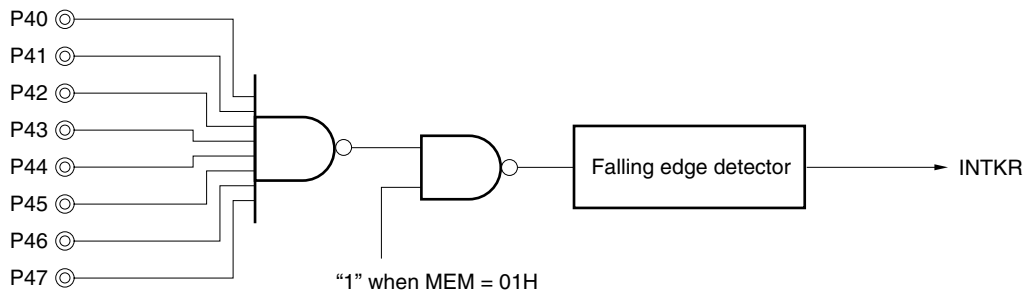 P40
P41
P42
P43
P44
P45
P46
P47
Falling edge detector
INTKR
“1” when MEM = 01H